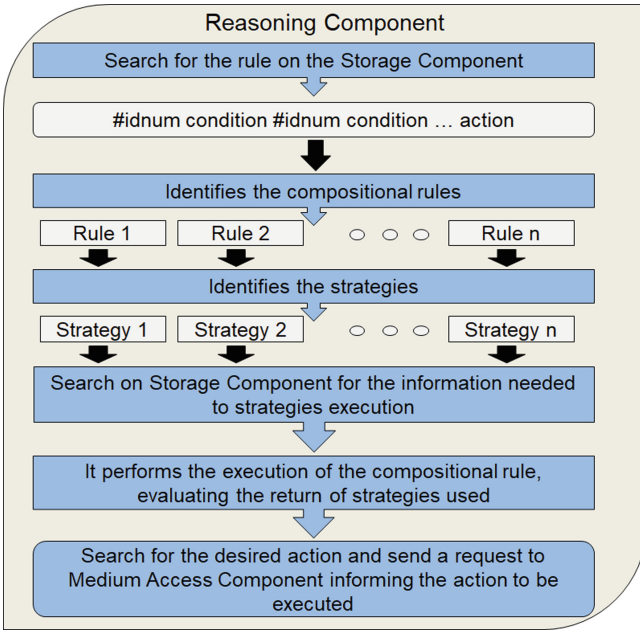 Reasoning Component
Search for the rule on the Storage Component
#idnum condition #idnum condition ... action
Identifies the compositional rules
Rule 1 Rule 2 Rule n
Identifies the strategies
Strategy 1 Strategy 2 Strategy n
Search on Storage Component for the information needed
to strategies execution
It performs the execution of the compositional rule,
evaluating the return of strategies used
Search for the desired action and send a request to
Medium Access Component informing the action to be
executed